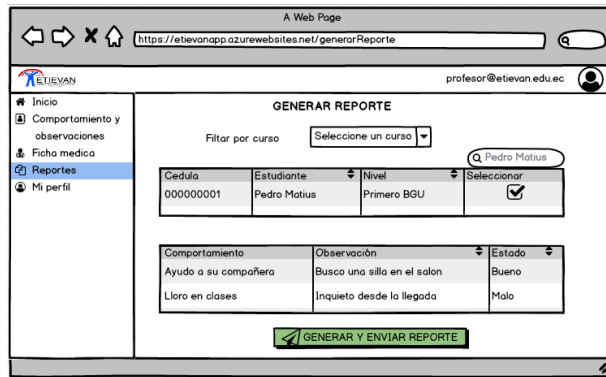 A Web Page
https://etievanapp.azurewebsites.net/generarReporte
ETIEVAN
profesor@etievan.edu.ec
Inicio
Comportamiento y
observaciones
Ficha medica
Reportes
Mi perfil
GENERAR REPORTE
Filtar por curso
Seleccione un curso
Pedro Matius
Cedula Estudiante Nivel Seleccionar
000000001 Pedro Matius Primero BGU
Comportamiento Observación Estado
Ayudo a su compañera Busco una silla en el salon Bueno
Lloro en clases Inquieto desde la llegada Malo
GENERAR Y ENVIAR REPORTE